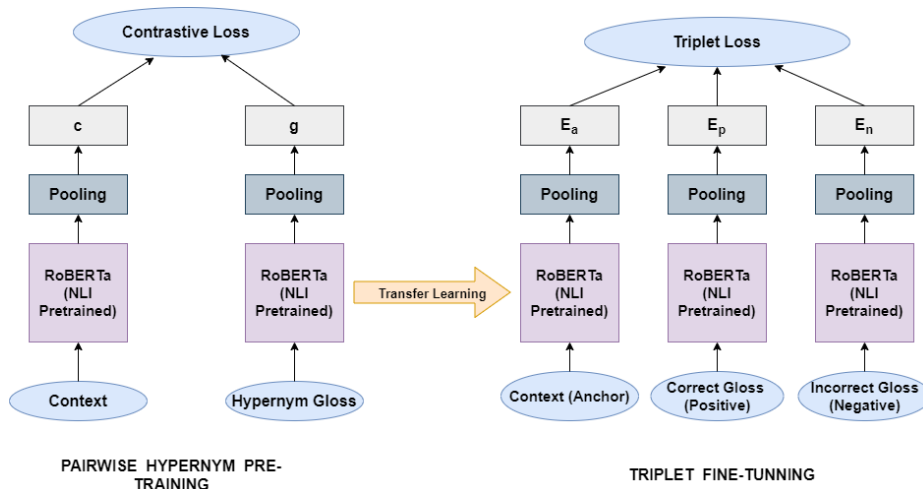 Contrastive Loss
Triplet Loss
c
g
Eₐ
Eₚ
Eₙ
Pooling
Pooling
Pooling
Pooling
Pooling
RoBERTa
(NLI
Pretrained)
RoBERTa
(NLI
Pretrained)
Transfer Learning
RoBERTa
(NLI
Pretrained)
RoBERTa
(NLI
Pretrained)
RoBERTa
(NLI
Pretrained)
Context
Hypernym Gloss
Context (Anchor)
Correct Gloss
(Positive)
Incorrect Gloss
(Negative)
PAIRWISE HYPERNYM PRE-
TRAINING
TRIPLET FINE-TUNNING